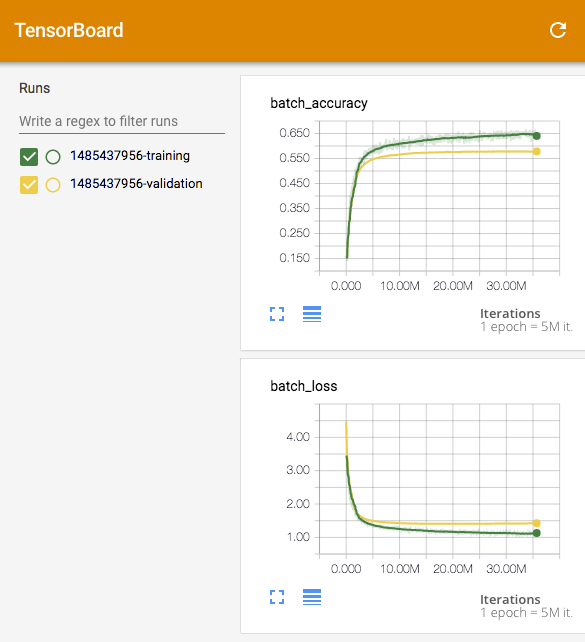 TensorBoard
Runs
Write a regex to filter runs
1485437956-training
1485437956-validation
batch_accuracy
0.650
0.550
0.450
0.350
0.250
0.150
0.000 10.00M 20.00M 30.00M
Iterations
1 epoch = 5M it.
batch_loss
4.00
3.00
2.00
1.00
0.000 10.00M 20.00M 30.00M
Iterations
1 epoch = 5M it.